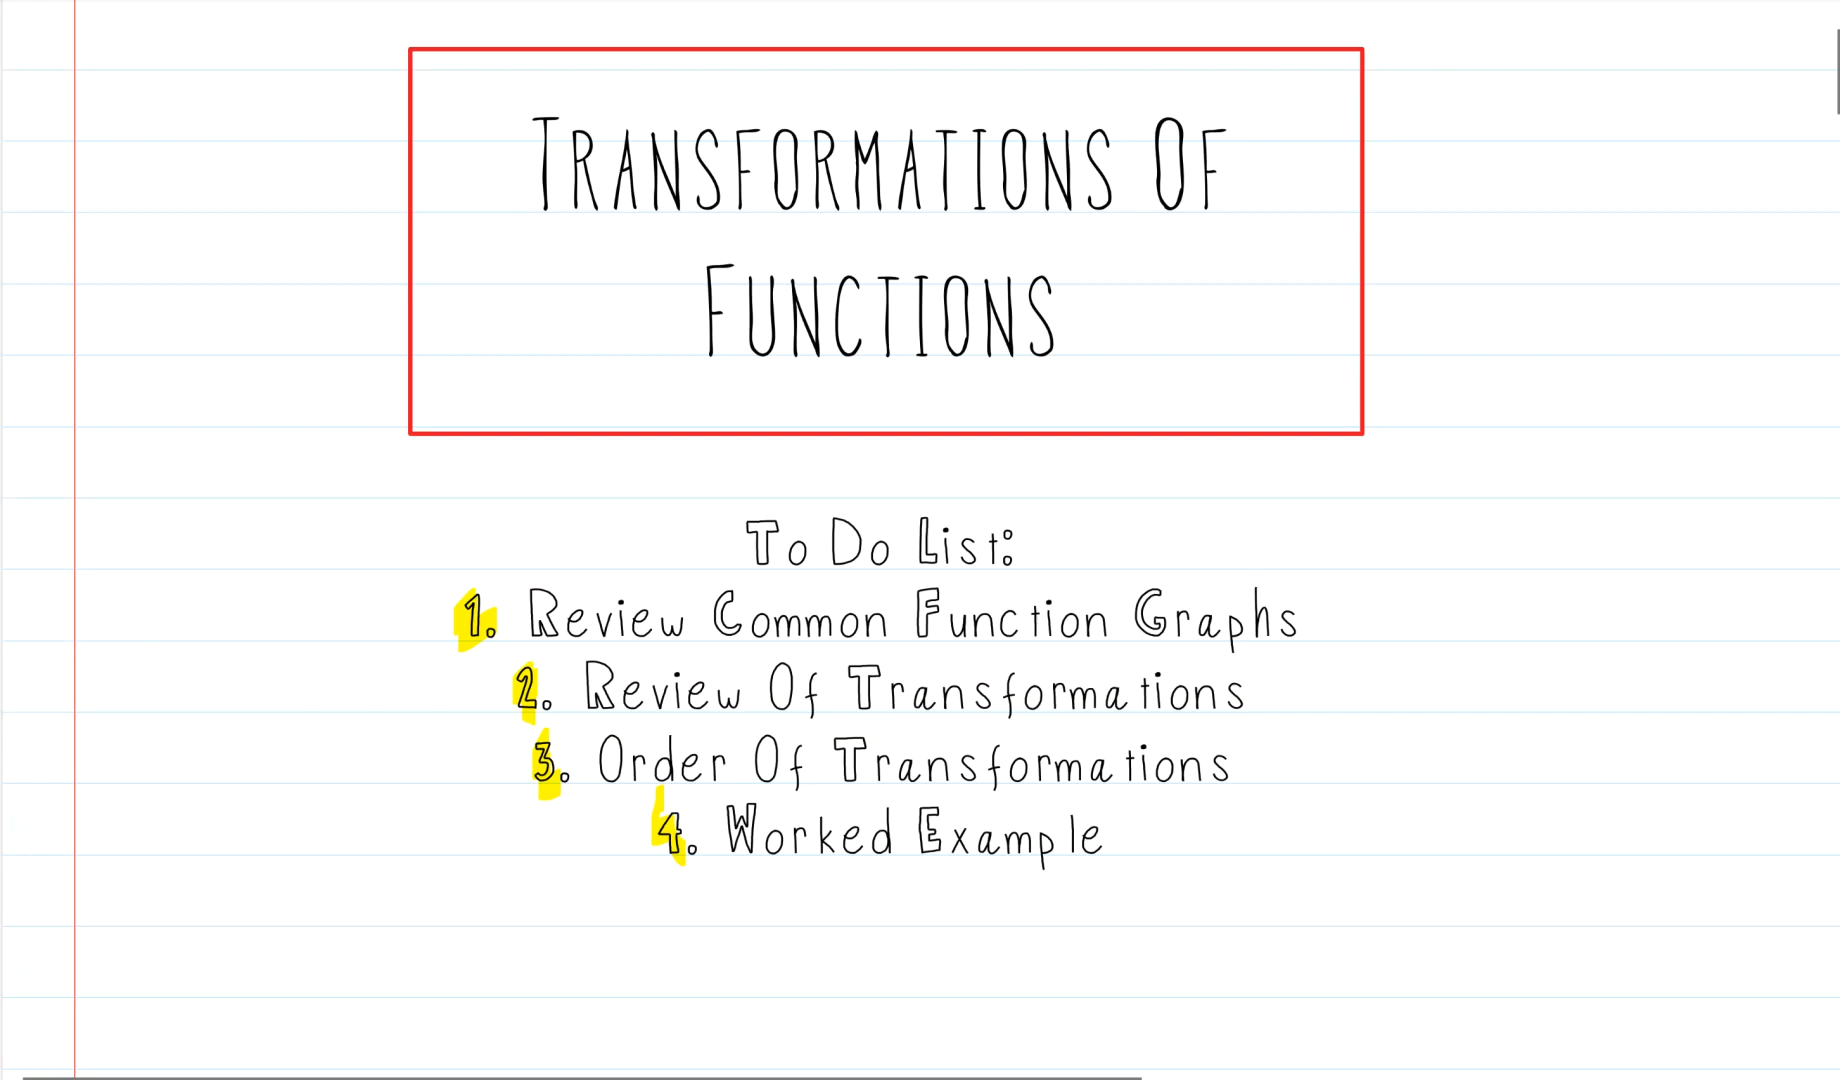 Transformations Of
Functions
To Do List:
1. Review Common Function Graphs
2. Review Of Transformations
3. Order Of Transformations
4. Worked Example